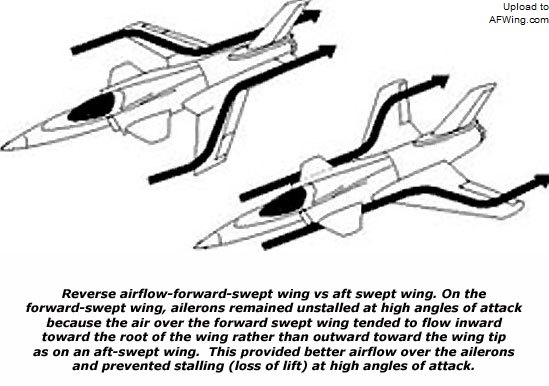 Upload to
AFWing.com
Reverse airflow-forward-swept wing vs aft swept wing. On the
forward-swept wing, ailerons remained unstalled at high angles of attack
because the air over the forward swept wing tended to flow inward
toward the root of the wing rather than outward toward the wing tip
as on an aft-swept wing. This provided better airflow over the ailerons
and prevented stalling (loss of lift) at high angles of attack.